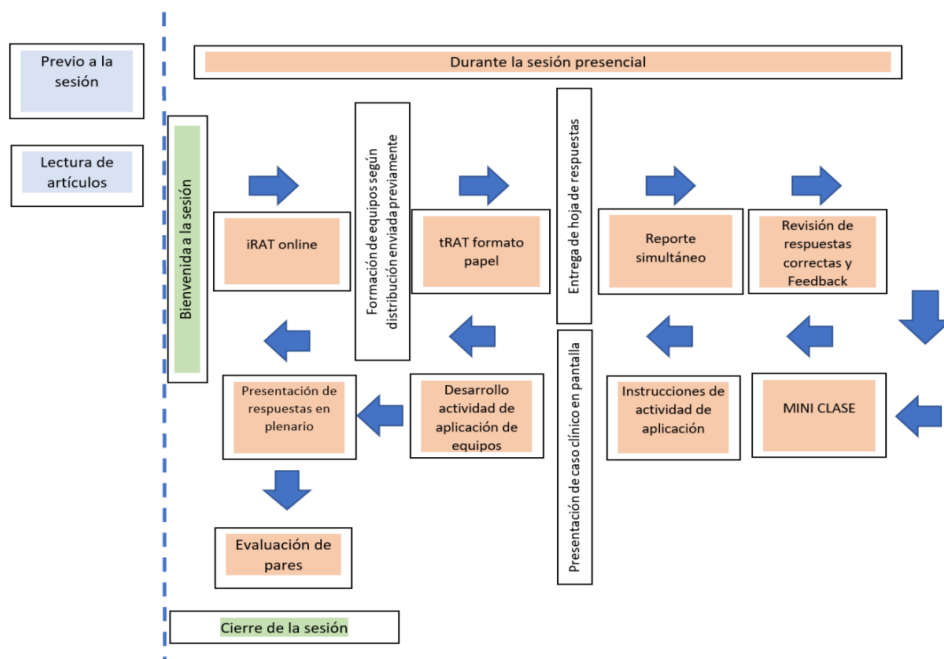 Previo a la
sesión
Lectura de
artículos
Durante la sesión presencial
Bienvenida a la sesión
iRAT online
Formación de equipos según
distribución enviada previamente
tRAT formato
papel
Entrega de hoja de respuestas
Reporte
simultáneo
Revisión de
respuestas
correctas y
Feedback
MINI CLASE
Instrucciones de
actividad de
aplicación
Presentación de caso clínico en pantalla
Desarrollo
actividad de
aplicación de
equipos
Presentación de
respuestas en
plenario
Evaluación de
pares
Cierre de la sesión